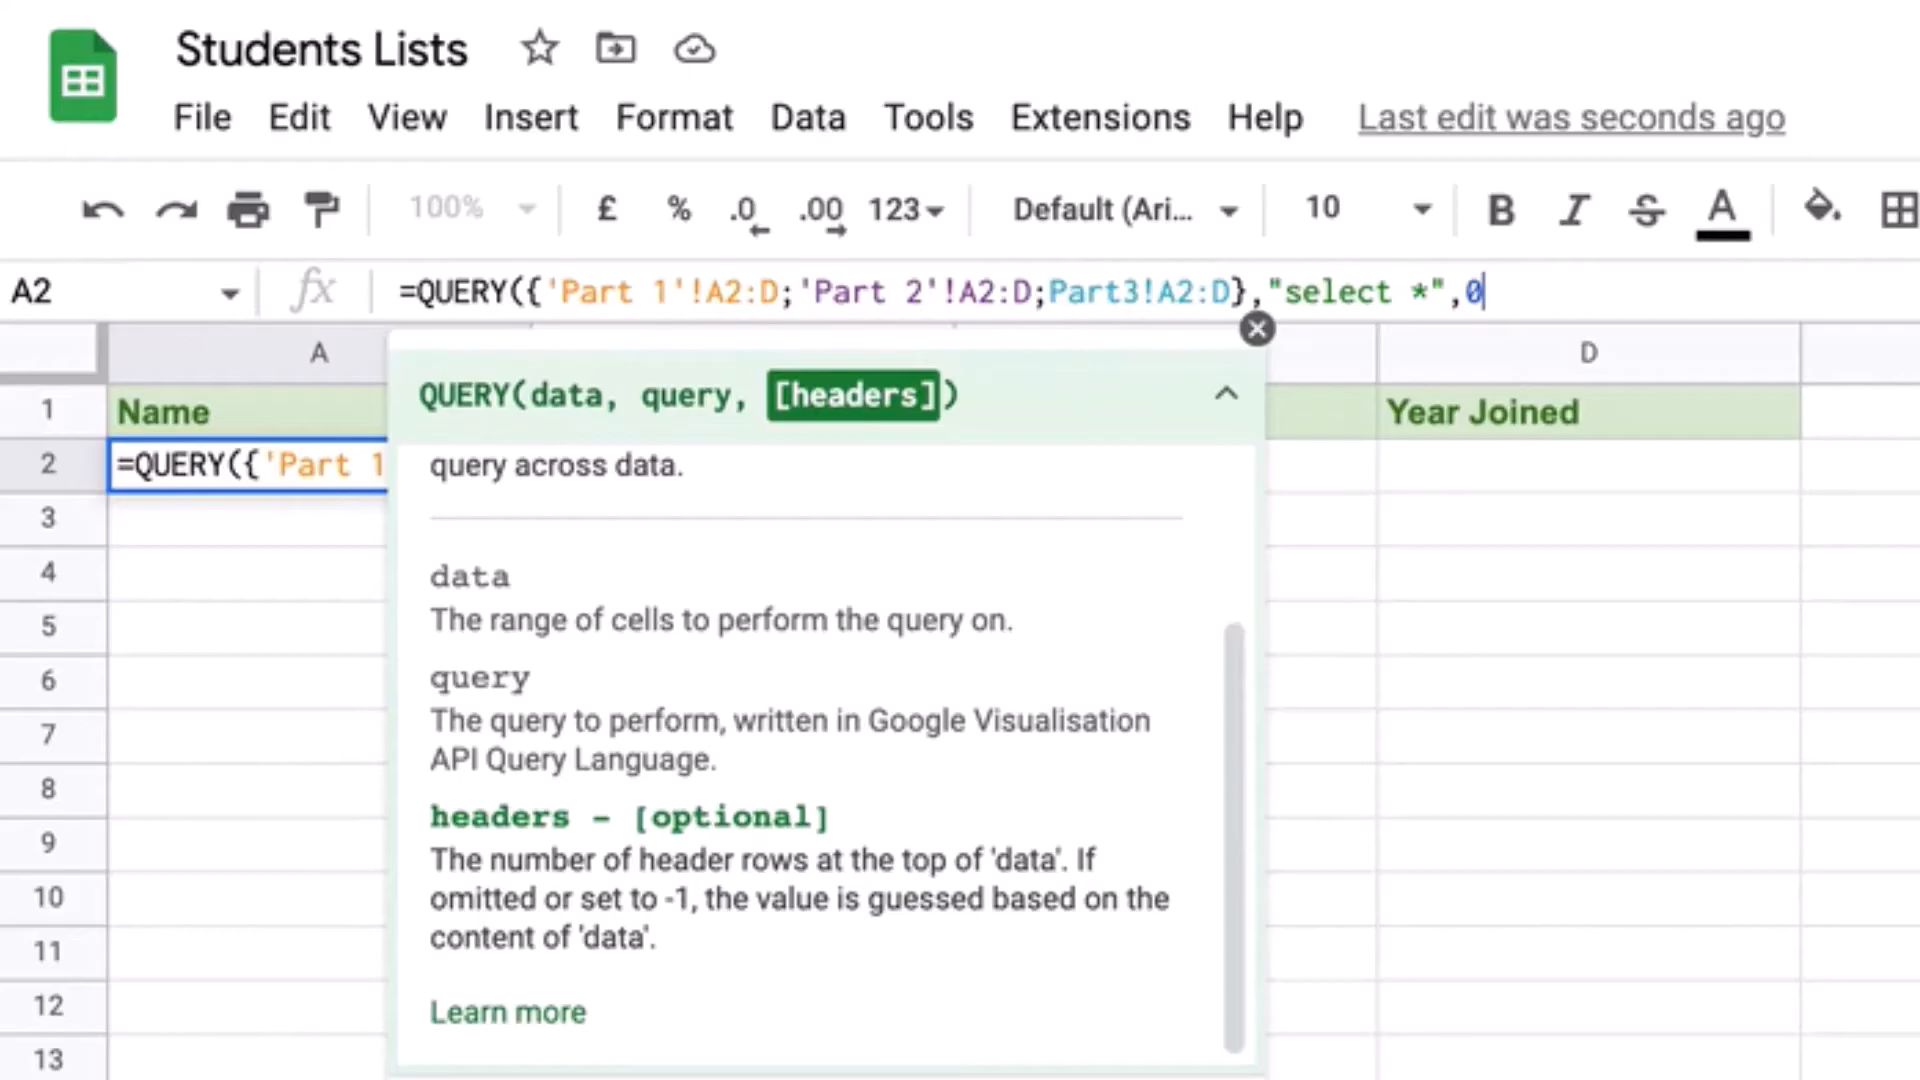 Students Lists
File Edit View Insert Format Data Tools Extensions Help Last edit was seconds ago
100% £ % .0 .00 123 Default (Ari... 10 B I S A
A2 fx =QUERY({'Part 1'!A2:D;'Part 2'!A2:D;Part3!A2:D},"select *",0
A D
QUERY(data, query, [headers])
1 Name Year Joined
2 =QUERY({'Part 1
query across data.
3
4
data
5 The range of cells to perform the query on.
6 query
7 The query to perform, written in Google Visualisation
API Query Language.
8
headers - [optional]
9 The number of header rows at the top of 'data'. If
10 omitted or set to -1, the value is guessed based on the
11 content of 'data'.
12 Learn more
13